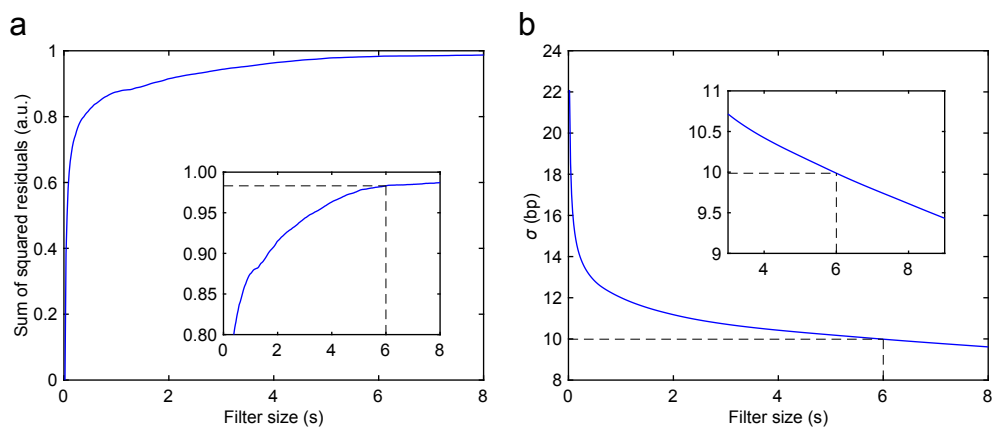 a
Sum of squared residuals (a.u.)
1
0.8
0.6
0.4
0.2
0
0 2 4 6 8
Filter size (s)
1.00
0.95
0.90
0.85
0.80
0 2 4 6 8
b
σ (bp)
24
22
20
18
16
14
12
10
8
0 2 4 6 8
Filter size (s)
11
10.5
10
9.5
9
4 6 8